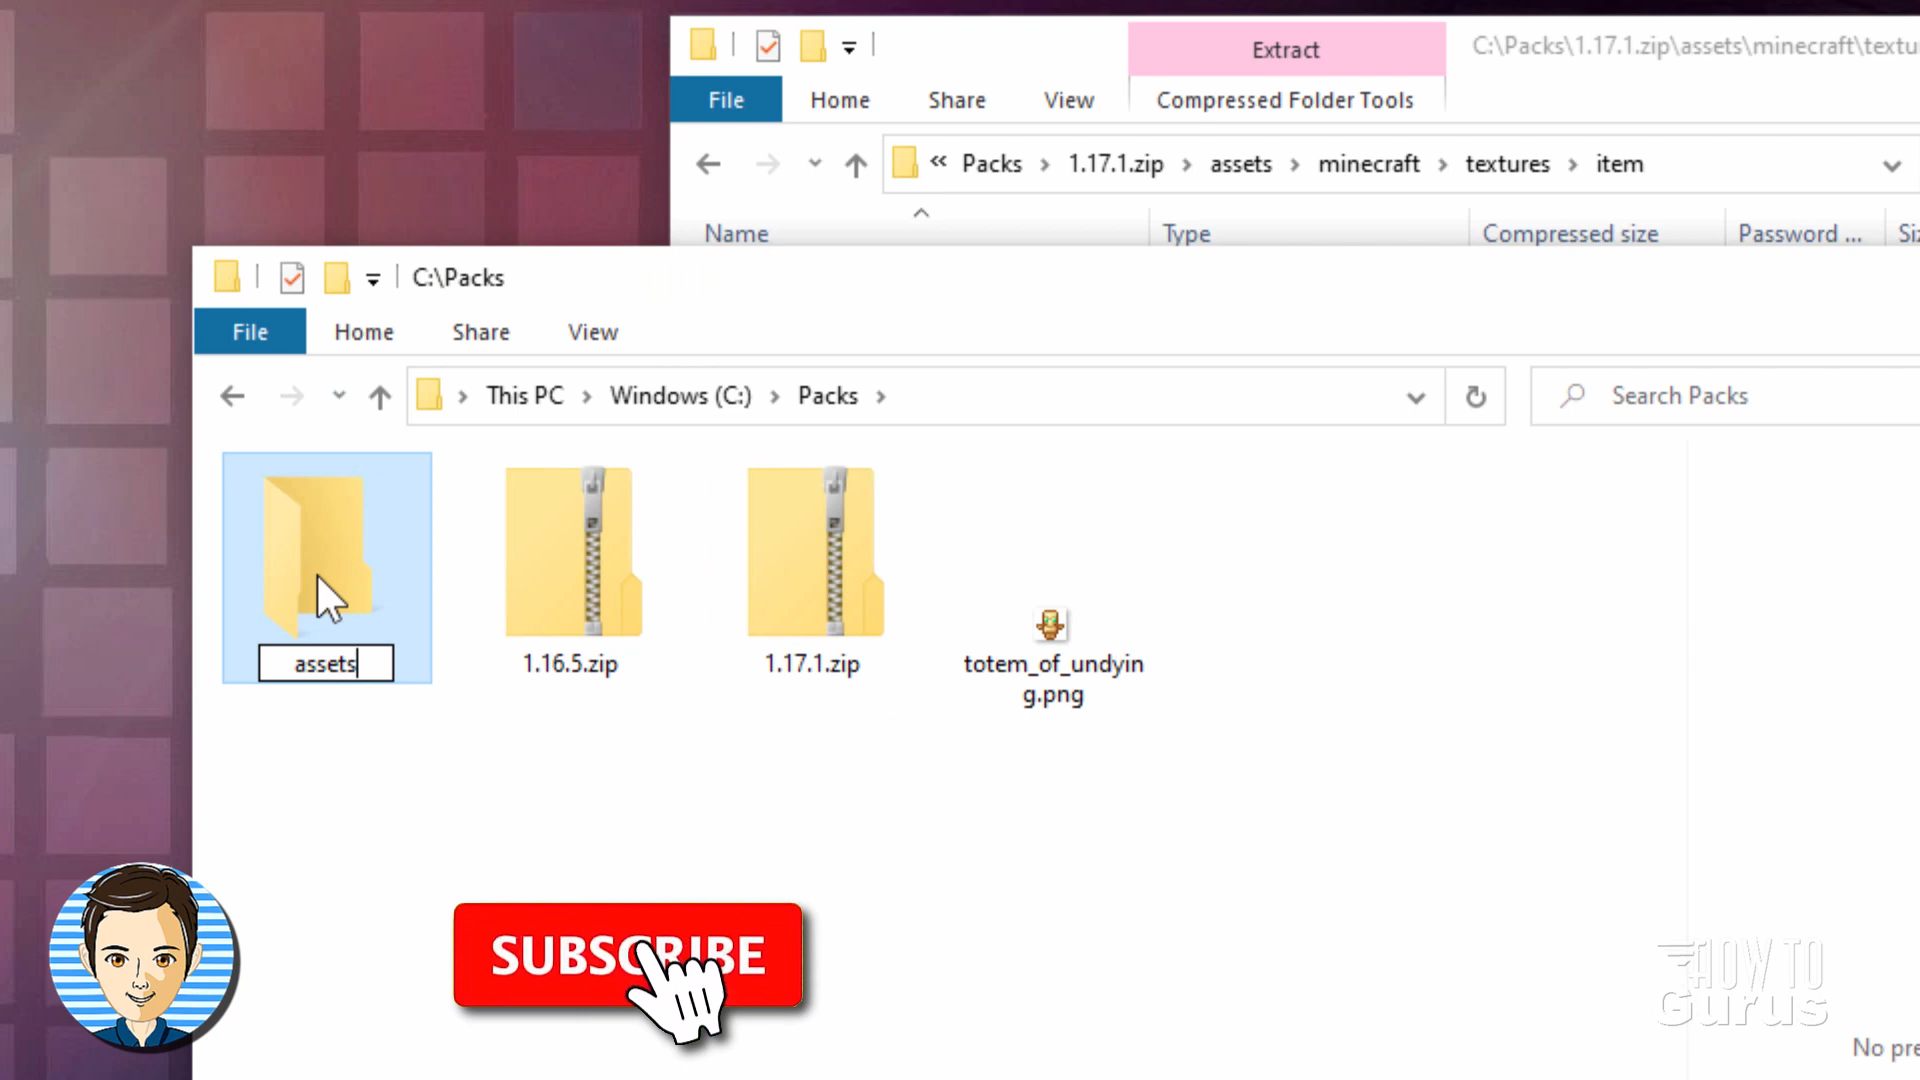 Extract
C:\Packs\1.17.1.zip\assets\minecraft\textu
File Home Share View Compressed Folder Tools
« Packs > 1.17.1.zip > assets > minecraft > textures > item
Name Type Compressed size Password ... Siz
C:\Packs
File Home Share View
> This PC > Windows (C:) > Packs >
Search Packs
assets
1.16.5.zip
1.17.1.zip
totem_of_undyin
g.png
SUBSCRIBE
HOW TO
Gurus
No pre